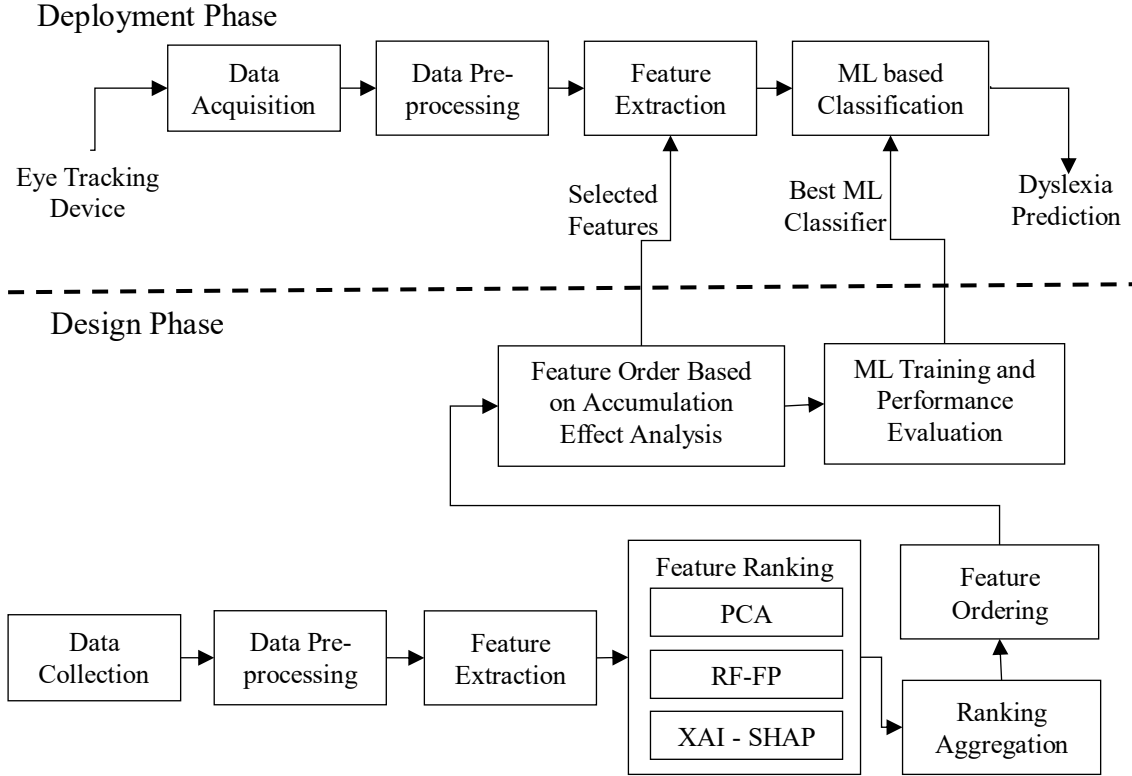 Deployment Phase
Data
Acquisition
Data Pre-
processing
Feature
Extraction
ML based
Classification
Eye Tracking
Device
Selected
Features
Best ML
Classifier
Dyslexia
Prediction
Design Phase
Feature Order Based
on Accumulation
Effect Analysis
ML Training and
Performance
Evaluation
Data
Collection
Data Pre-
processing
Feature
Extraction
Feature Ranking
PCA
RF-FP
XAI - SHAP
Feature
Ordering
Ranking
Aggregation